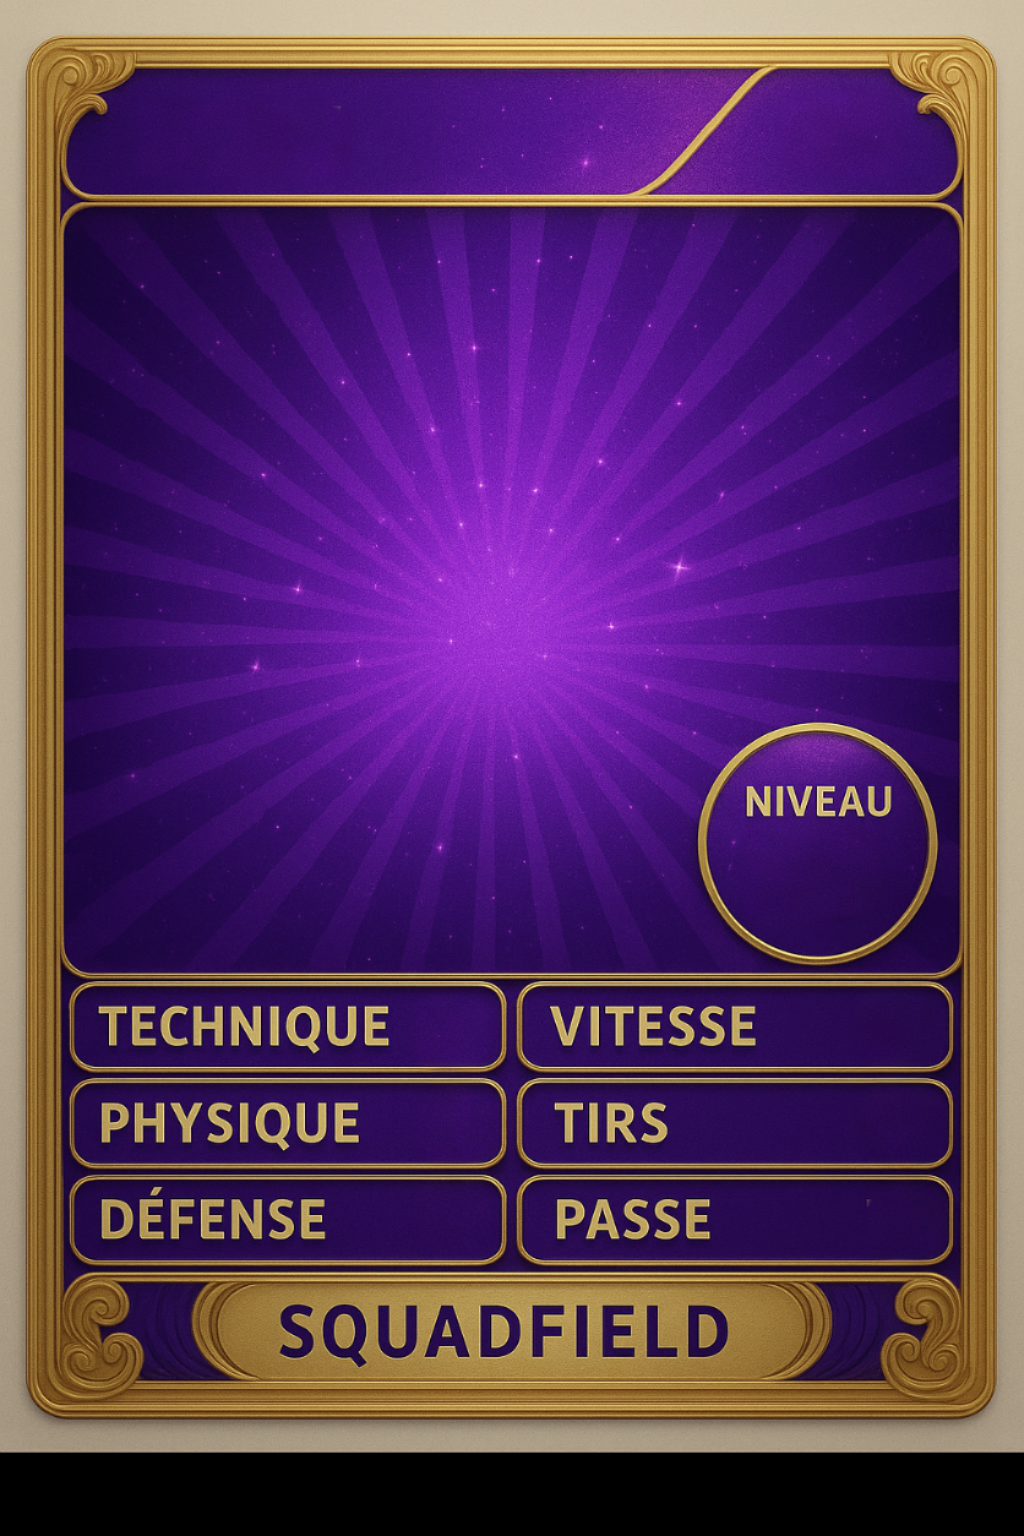 NIVEAU
TECHNIQUE
VITESSE
PHYSIQUE
TIRS
DÉFENSE
PASSE
SQUADFIELD